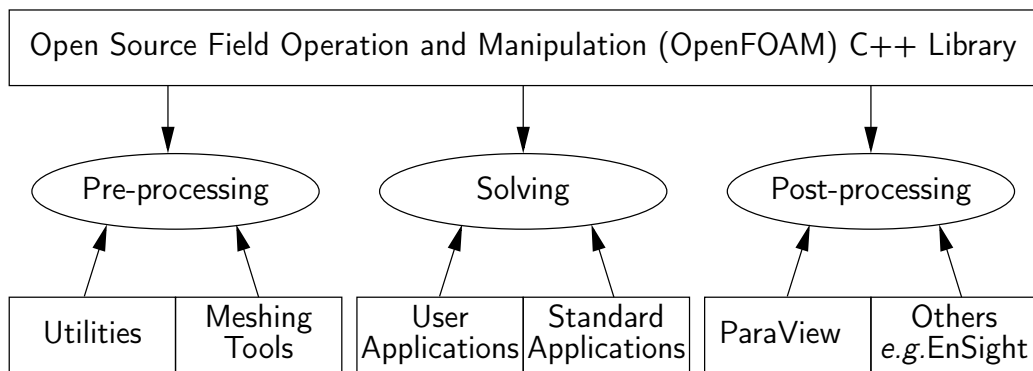 Open Source Field Operation and Manipulation (OpenFOAM) C++ Library
Pre-processing
Solving
Post-processing
Utilities
Meshing
Tools
User
Applications
Standard
Applications
ParaView
Others
e.g.EnSight